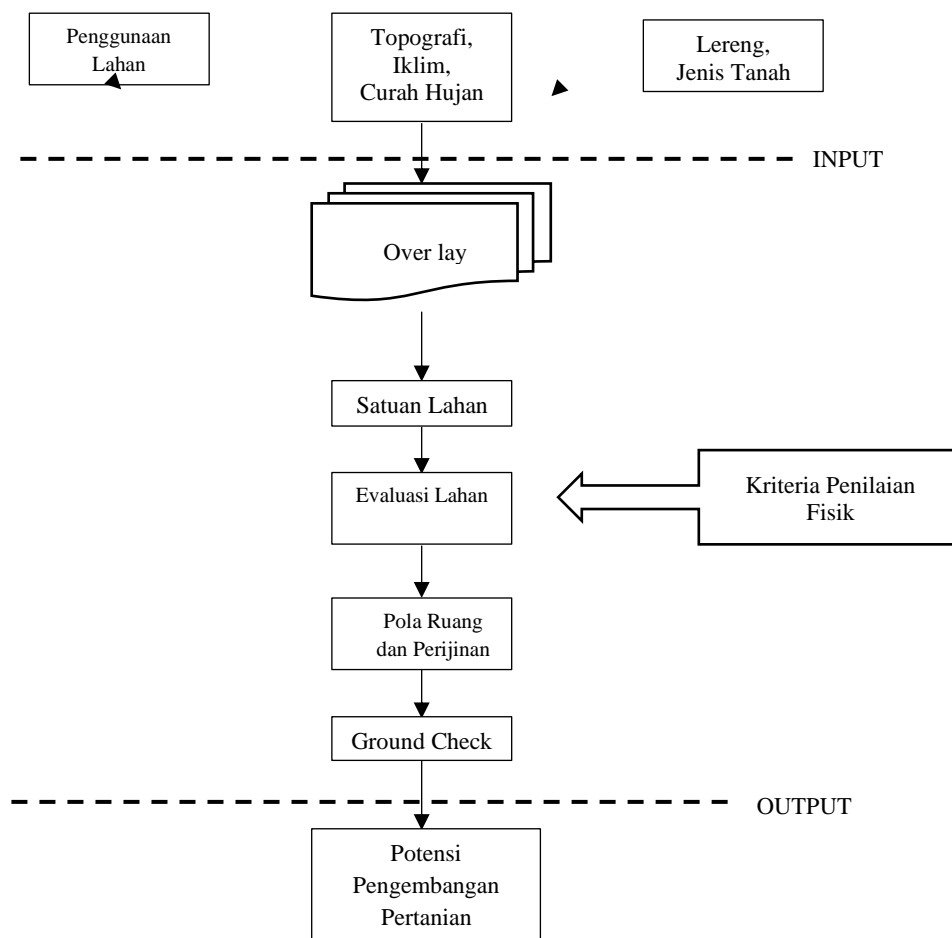 Penggunaan
Lahan
Topografi,
Iklim,
Curah Hujan
Lereng,
Jenis Tanah
INPUT
Over lay
Satuan Lahan
Evaluasi Lahan
Kriteria Penilaian
Fisik
Pola Ruang
dan Perijinan
Ground Check
OUTPUT
Potensi
Pengembangan
Pertanian